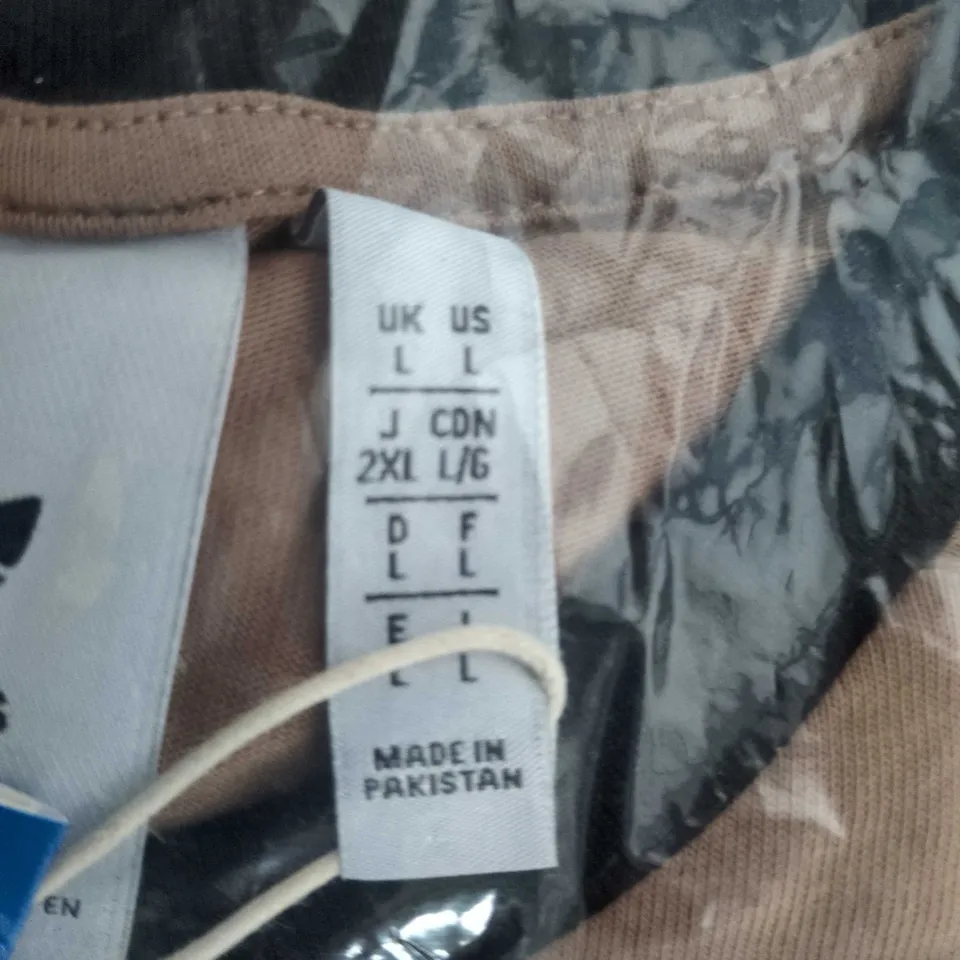 UK US
L L
J CDN
2XL L/G
D F
L L
E I
L L
MADE IN
PAKISTAN
S
EN